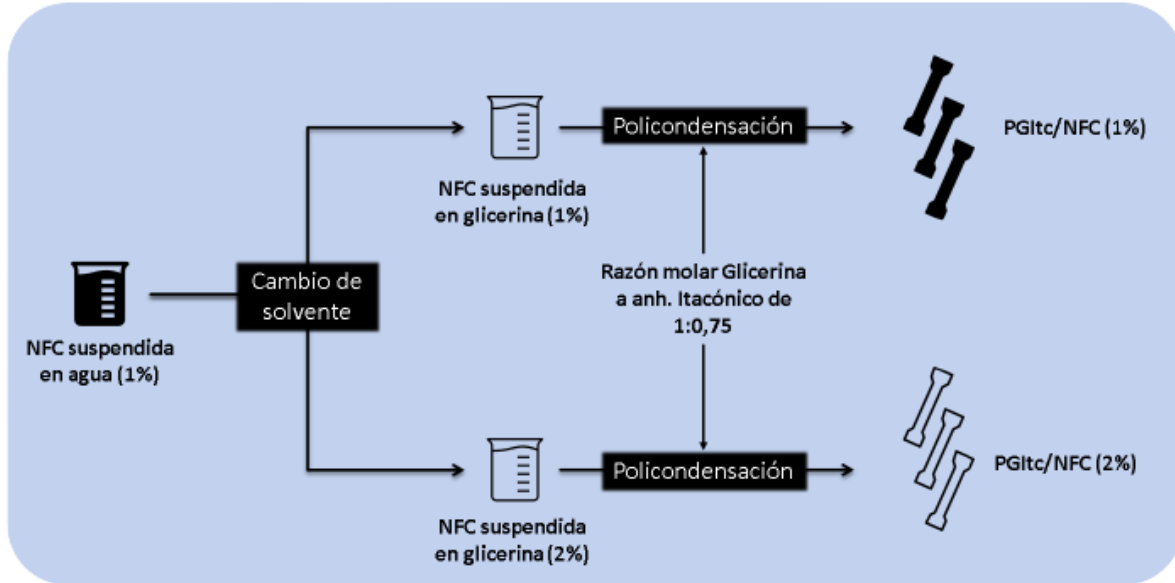 NFC suspendida
en agua (1%)
Cambio de
solvente
NFC suspendida
en glicerina (1%)
Policondensación
PGItc/NFC (1%)
Razón molar Glicerina
a anh. Itacónico de
1:0,75
NFC suspendida
en glicerina (2%)
Policondensación
PGItc/NFC (2%)